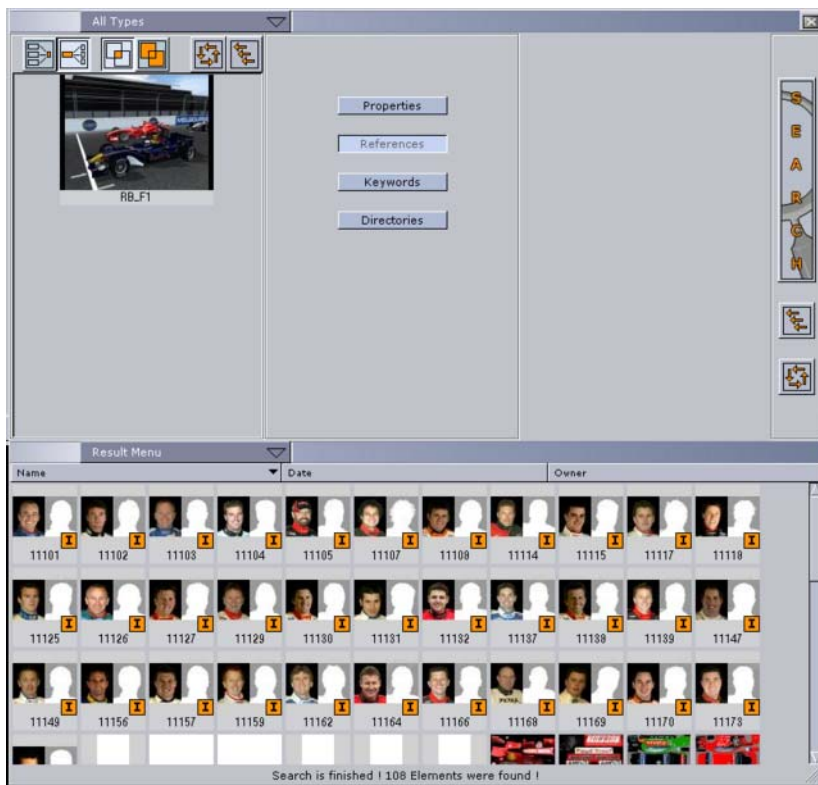 All Types
Properties
References
Keywords
Directories
RB_F1
SEARCH
Result Menu
Name Date Owner
11101 11102 11103 11104 11105 11107 11108 11114 11115 11117 11118
I I I I I I I I I I I
11125 11126 11127 11129 11130 11131 11132 11137 11138 11139 11147
I I I I I I I I I I I
11149 11156 11157 11159 11162 11164 11166 11168 11169 11170 11173
I I I I I I I I I I I
Search is finished ! 108 Elements were found !